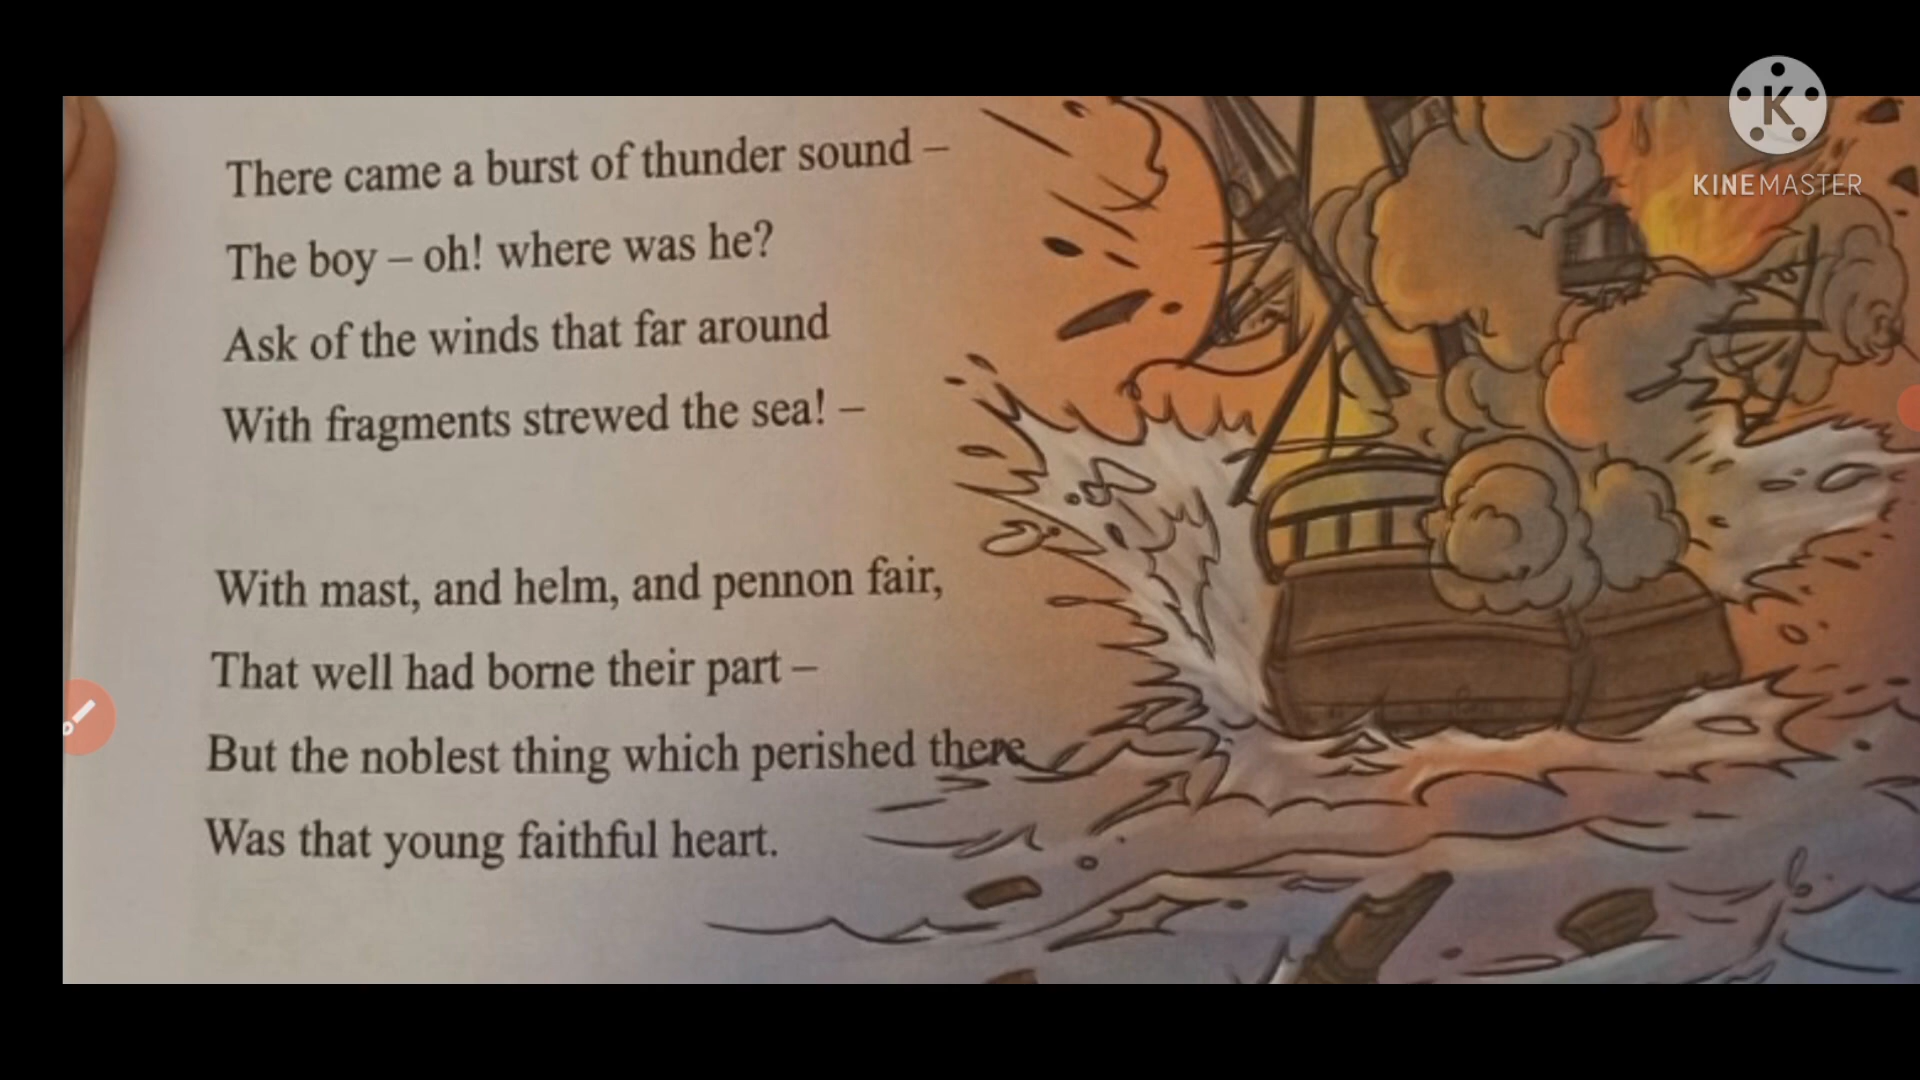 There came a burst of thunder sound –
The boy – oh! where was he?
Ask of the winds that far around
With fragments strewed the sea! –
With mast, and helm, and pennon fair,
That well had borne their part –
But the noblest thing which perished there
Was that young faithful heart.
K
KINEMASTER